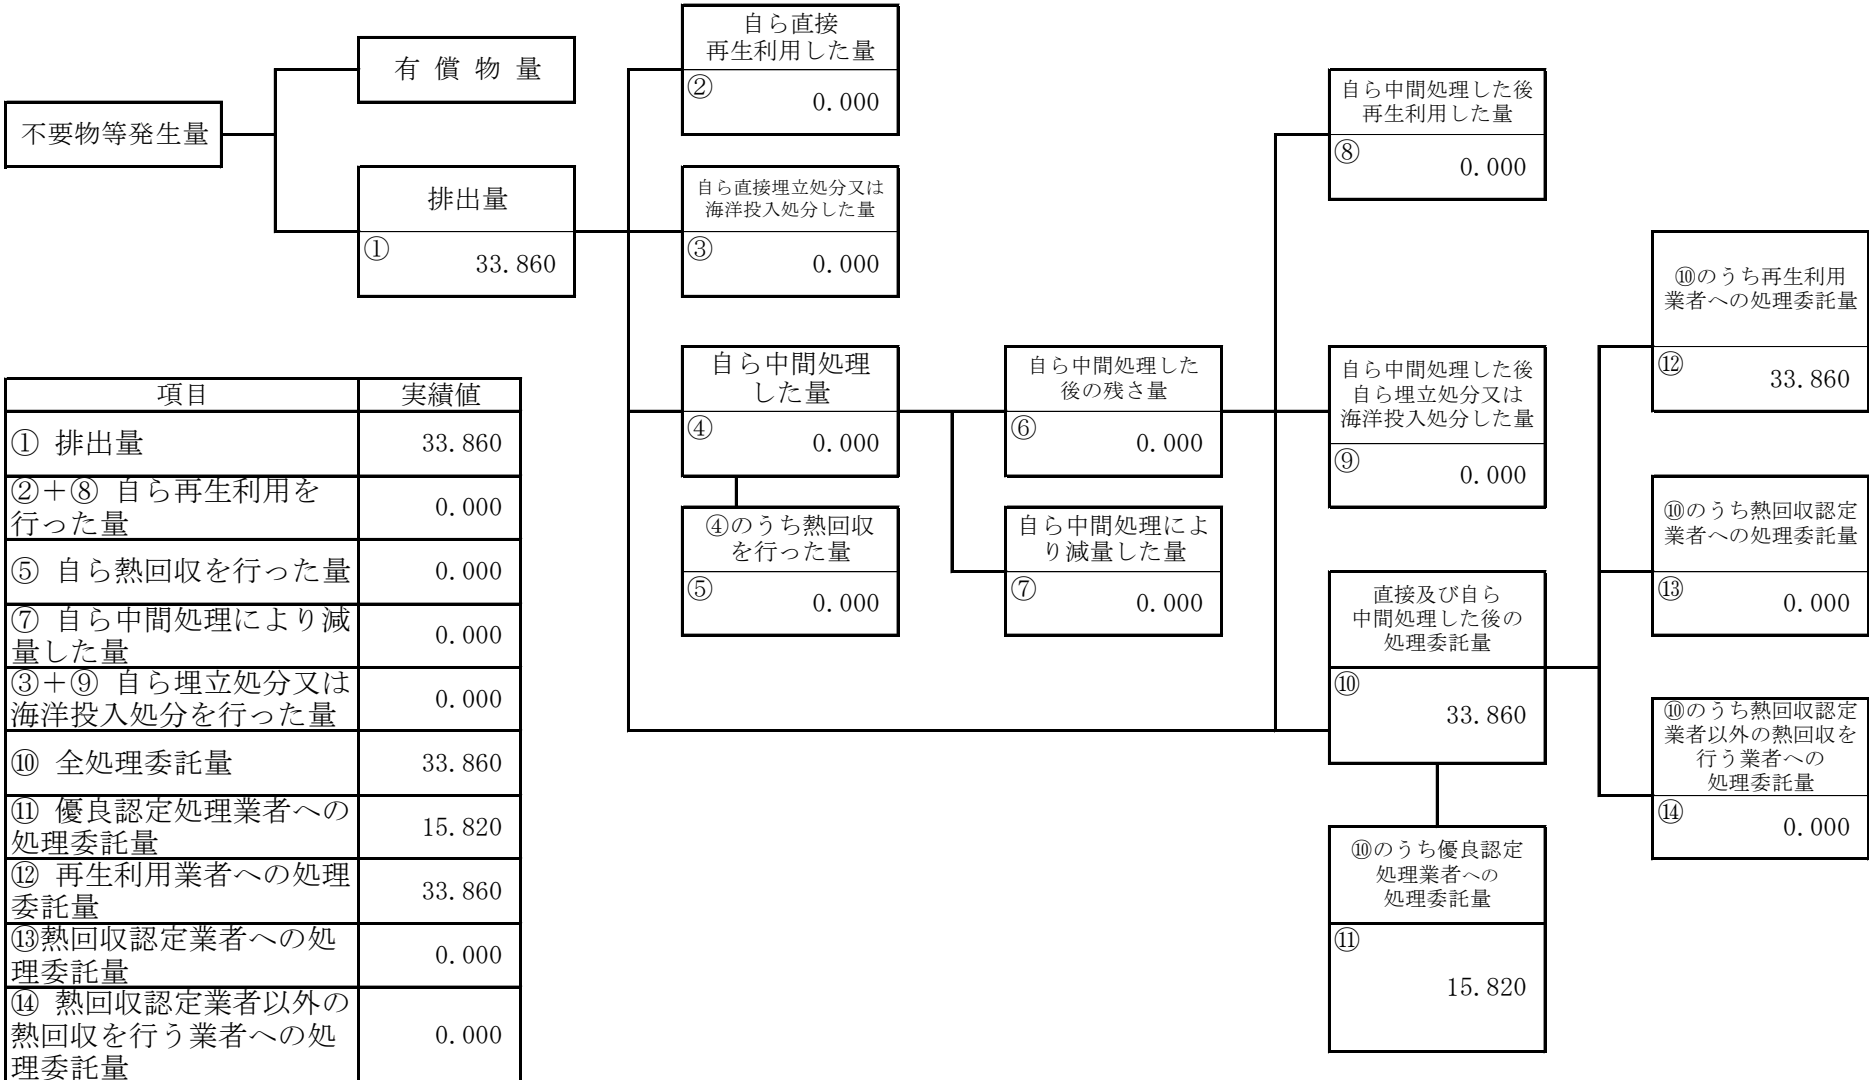 不要物等発生量
有 償 物 量
排出量
①
33.860
自ら直接
再生利用した量
②
0.000
自ら直接埋立処分又は
海洋投入処分した量
③
0.000
自ら中間処理
した量
④
0.000
④のうち熱回収
を行った量
⑤
0.000
自ら中間処理した
後の残さ量
⑥
0.000
自ら中間処理によ
り減量した量
⑦
0.000
自ら中間処理した後
再生利用した量
⑧
0.000
自ら中間処理した後
自ら埋立処分又は
海洋投入処分した量
⑨
0.000
直接及び自ら
中間処理した後の
処理委託量
⑩
33.860
⑩のうち優良認定
処理業者への
処理委託量
⑪
15.820
⑩のうち再生利用
業者への処理委託量
⑫
33.860
⑩のうち熱回収認定
業者への処理委託量
⑬
0.000
⑩のうち熱回収認定
業者以外の熱回収を
行う業者への
処理委託量
⑭
0.000
項目 実績値
① 排出量 33.860
②＋⑧ 自ら再生利用を
行った量 0.000
⑤ 自ら熱回収を行った量 0.000
⑦ 自ら中間処理により減
量した量 0.000
③＋⑨ 自ら埋立処分又は
海洋投入処分を行った量 0.000
⑩ 全処理委託量 33.860
⑪ 優良認定処理業者への
処理委託量 15.820
⑫ 再生利用業者への処理
委託量 33.860
⑬熱回収認定業者への処
理委託量 0.000
⑭ 熱回収認定業者以外の
熱回収を行う業者への処
理委託量 0.000